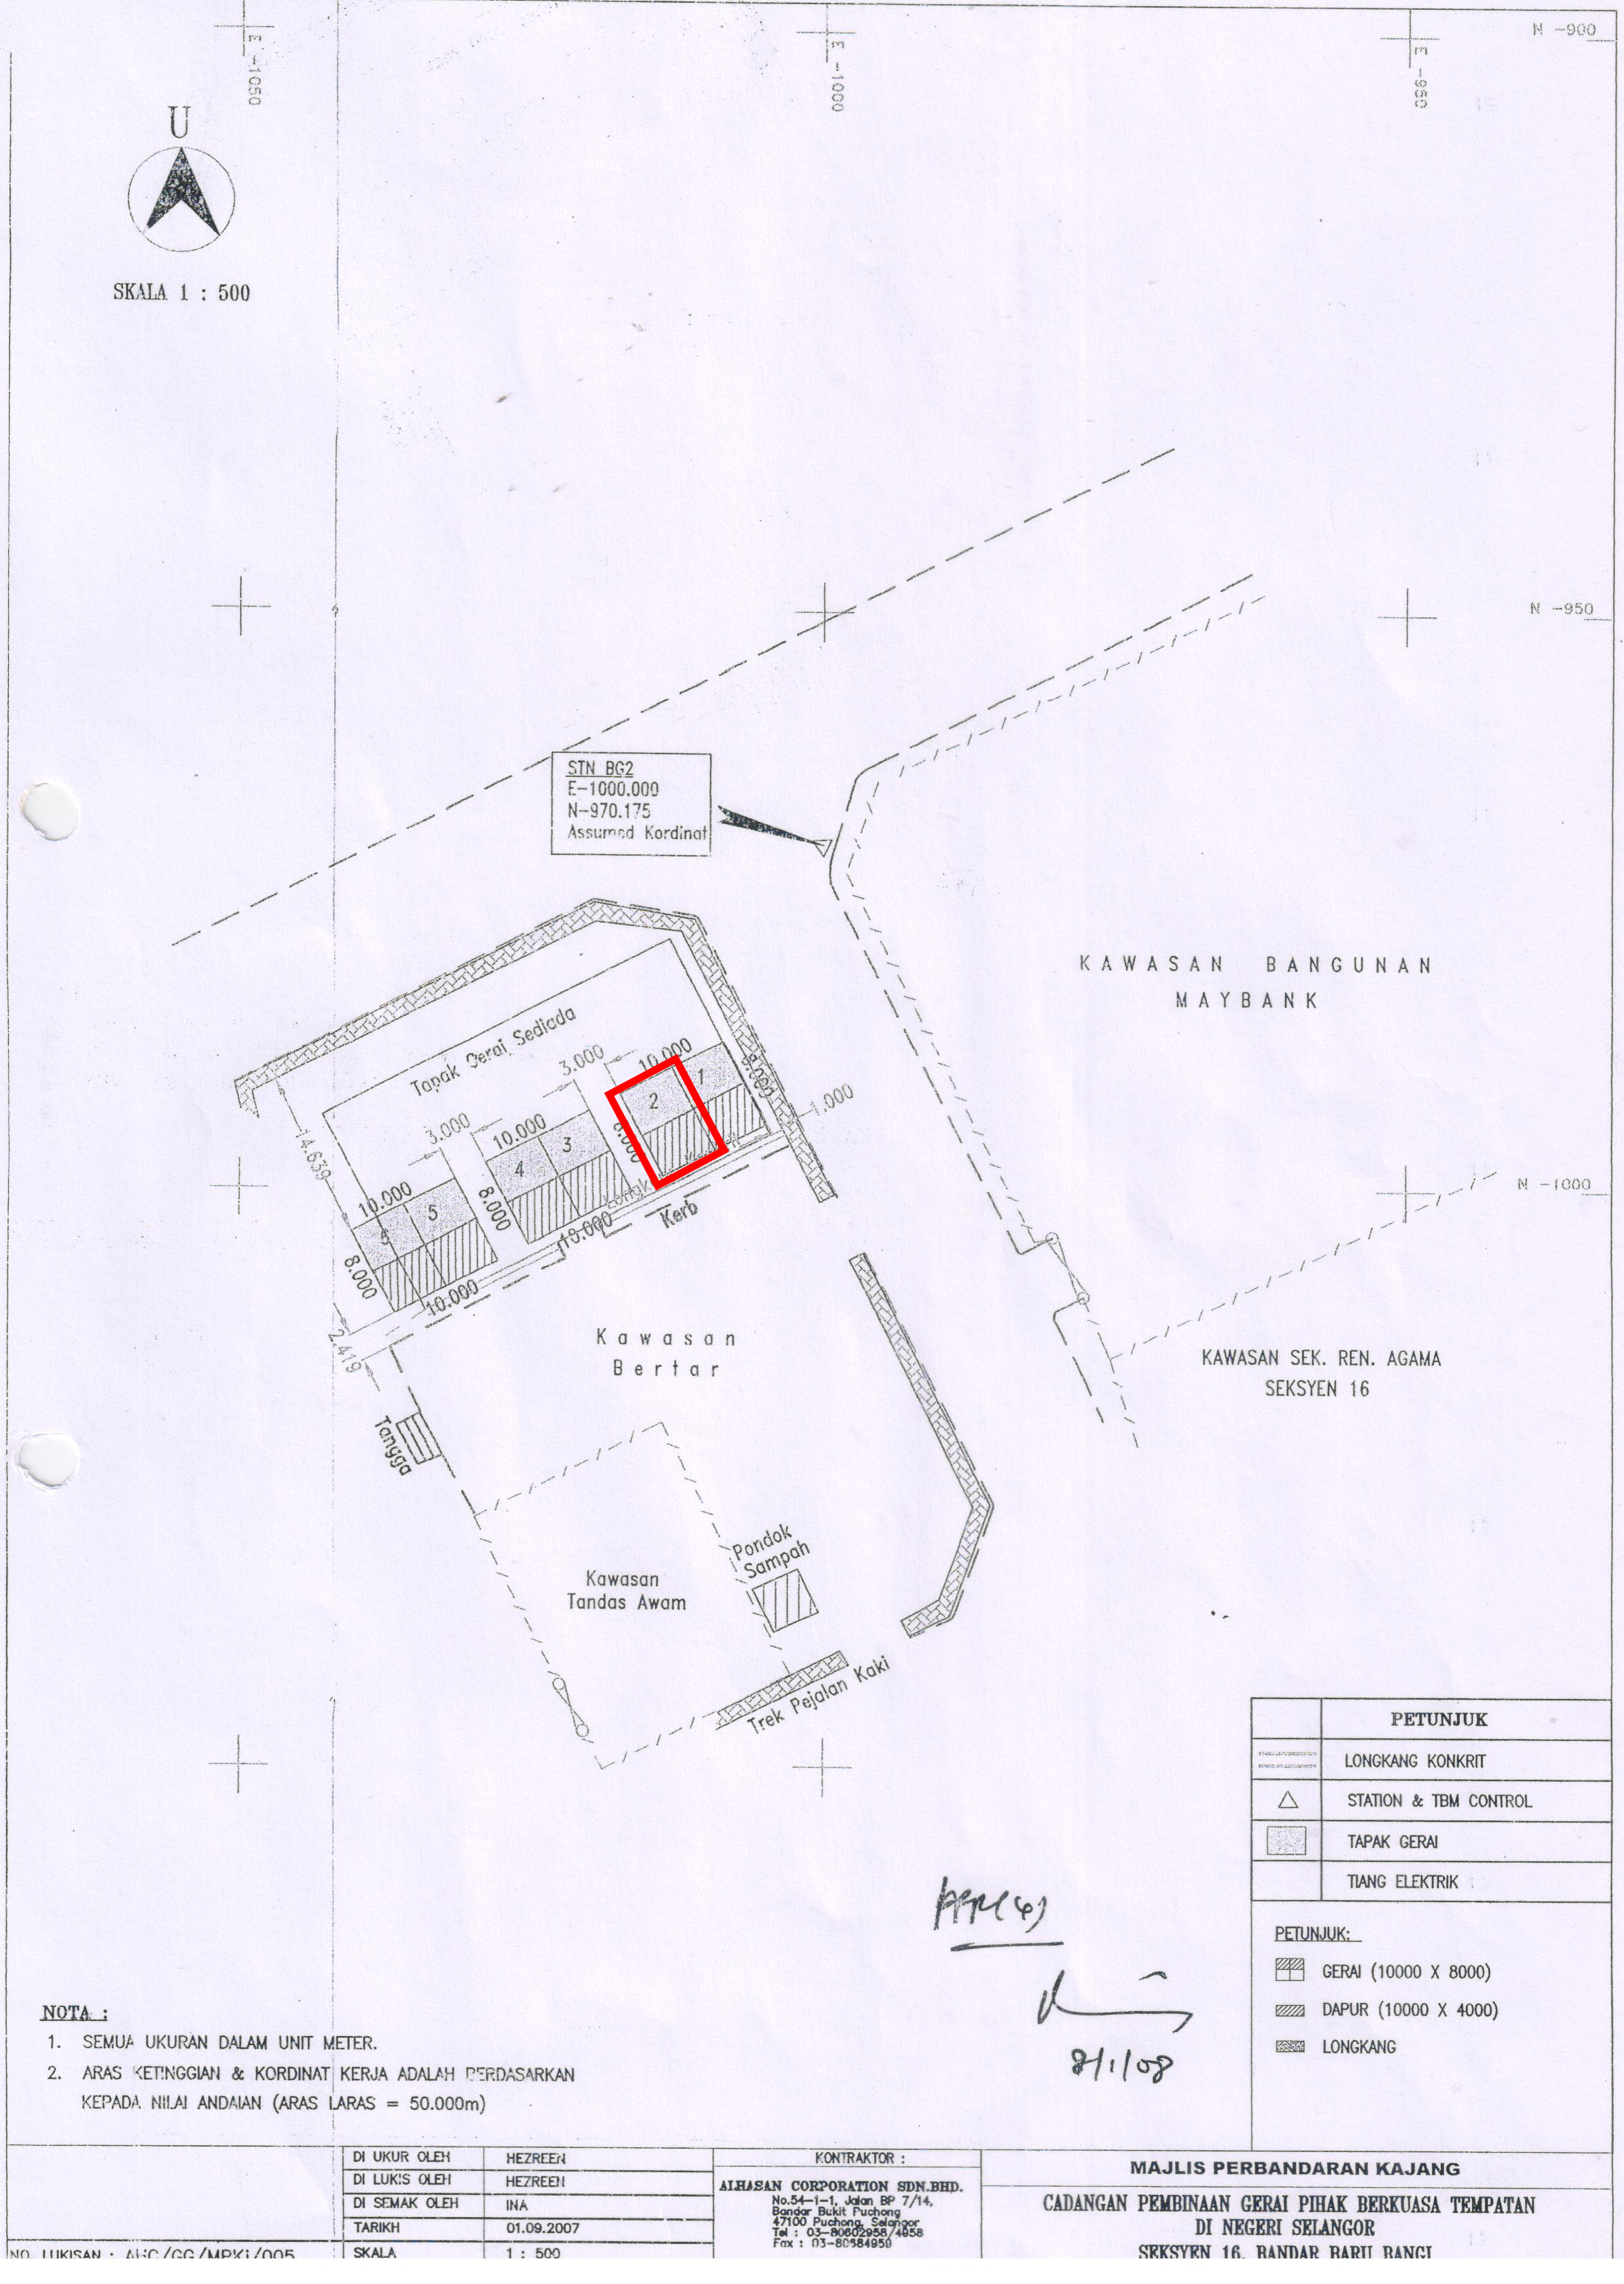 N -900
E -1050
E -1000
E -950
U
SKALA 1 : 500
N -950
STN BG2
E-1000.000
N-970.175
Assumed Kordinat
KAWASAN BANGUNAN
MAYBANK
Tapak Gerai Sediada
3.000
10.000
1
2
8.000
8.000
1.000
14.639
3.000
10.000
3
4
8.000
10.000
5
6
8.000
10.000
10.000
Kerb
N -1000
2.419
Kawasan
Bertar
KAWASAN SEK. REN. AGAMA
SEKSYEN 16
Tangga
Pondok
Sampah
Kawasan
Tandas Awam
Trek Pejalan Kaki
PETUNJUK
LONGKANG KONKRIT
STATION & TBM CONTROL
TAPAK GERAI
TIANG ELEKTRIK
PETUNJUK:
GERAI (10000 X 8000)
DAPUR (10000 X 4000)
LONGKANG
8/1/08
NOTA :
1. SEMUA UKURAN DALAM UNIT METER.
2. ARAS KETINGGIAN & KORDINAT KERJA ADALAH BERDASARKAN
KEPADA NILAI ANDAIAN (ARAS LARAS = 50.000m)
DI UKUR OLEH HEZREEN
DI LUKIS OLEH HEZREEN
DI SEMAK OLEH INA
TARIKH 01.09.2007
SKALA 1 : 500
NO. LUKISAN : AHC/GG/MPKj/005
KONTRAKTOR :
ALHASAN CORPORATION SDN.BHD.
No.54-1-1, Jalan BP 7/14,
Bandar Bukit Puchong
47100 Puchong, Selangor
Tel : 03-80602958/4958
Fax : 03-80684959
MAJLIS PERBANDARAN KAJANG
CADANGAN PEMBINAAN GERAI PIHAK BERKUASA TEMPATAN
DI NEGERI SELANGOR
SEKSYEN 16, BANDAR BARU BANGI